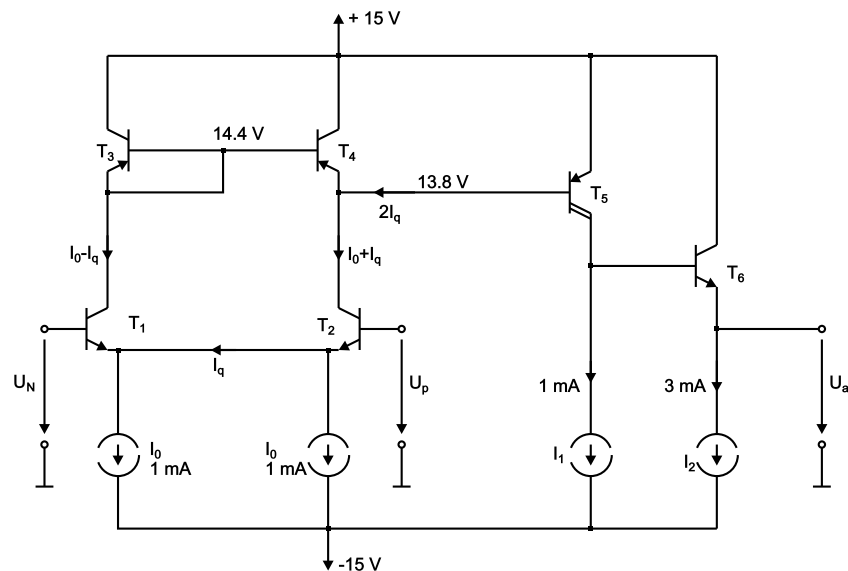 + 15 V
T3
14.4 V
T4
13.8 V
2Iq
T5
I0-Iq
I0+Iq
T6
T1
T2
Iq
UN
Up
1 mA
3 mA
Ua
I0
1 mA
I0
1 mA
I1
I2
-15 V